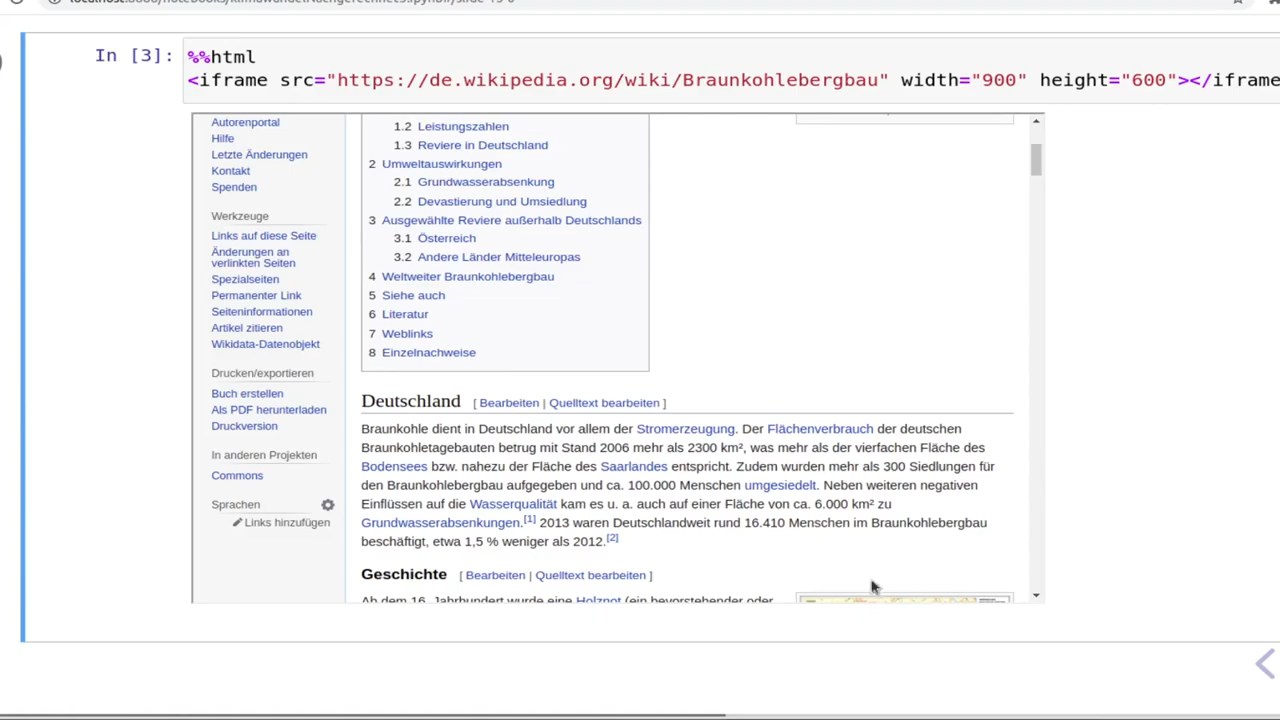 In [3]:
%%html
<iframe src="https://de.wikipedia.org/wiki/Braunkohlebergbau" width="900" height="600"></iframe
Autorenportal
Hilfe
Letzte Änderungen
Kontakt
Spenden
Werkzeuge
Links auf diese Seite
Änderungen an
verlinkten Seiten
Spezialseiten
Permanenter Link
Seiteninformationen
Artikel zitieren
Wikidata-Datenobjekt
Drucken/exportieren
Buch erstellen
Als PDF herunterladen
Druckversion
In anderen Projekten
Commons
Sprachen
Links hinzufügen
1.2 Leistungszahlen
1.3 Reviere in Deutschland
2 Umweltauswirkungen
2.1 Grundwasserabsenkung
2.2 Devastierung und Umsiedlung
3 Ausgewählte Reviere außerhalb Deutschlands
3.1 Österreich
3.2 Andere Länder Mitteleuropas
4 Weltweiter Braunkohlebergbau
5 Siehe auch
6 Literatur
7 Weblinks
8 Einzelnachweise
Deutschland [ Bearbeiten | Quelltext bearbeiten ]
Braunkohle dient in Deutschland vor allem der Stromerzeugung. Der Flächenverbrauch der deutschen
Braunkohletagebauten betrug mit Stand 2006 mehr als 2300 km², was mehr als der vierfachen Fläche des
Bodensees bzw. nahezu der Fläche des Saarlandes entspricht. Zudem wurden mehr als 300 Siedlungen für
den Braunkohlebergbau aufgegeben und ca. 100.000 Menschen umgesiedelt. Neben weiteren negativen
Einflüssen auf die Wasserqualität kam es u. a. auch auf einer Fläche von ca. 6.000 km² zu
Grundwasserabsenkungen.[1] 2013 waren Deutschlandweit rund 16.410 Menschen im Braunkohlebergbau
beschäftigt, etwa 1,5 % weniger als 2012.[2]
Geschichte [ Bearbeiten | Quelltext bearbeiten ]
Ab dem 16. Jahrhundert wurde eine Holznot (ein bevorstehender oder